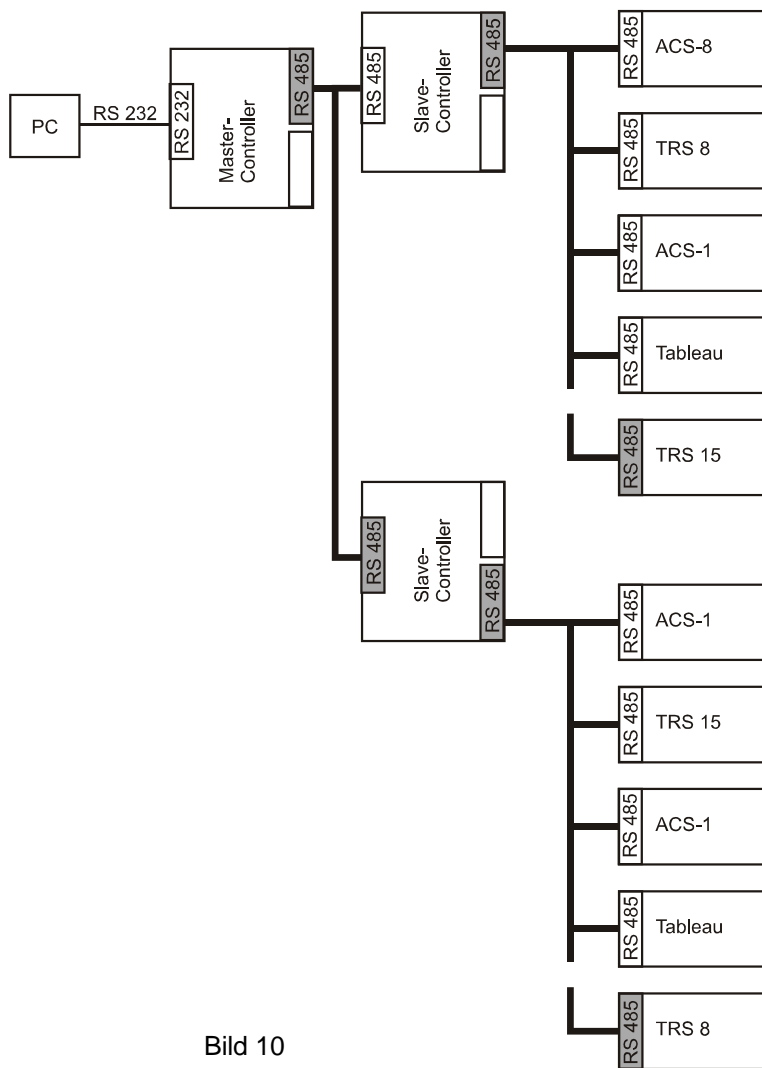 PC
RS 232
RS 232
Master-
Controller
RS 485
RS 485
Slave-
Controller
RS 485
RS 485
ACS-8
RS 485
TRS 8
RS 485
ACS-1
RS 485
Tableau
RS 485
TRS 15
RS 485
Slave-
Controller
RS 485
RS 485
ACS-1
RS 485
TRS 15
RS 485
ACS-1
RS 485
Tableau
RS 485
TRS 8
Bild 10